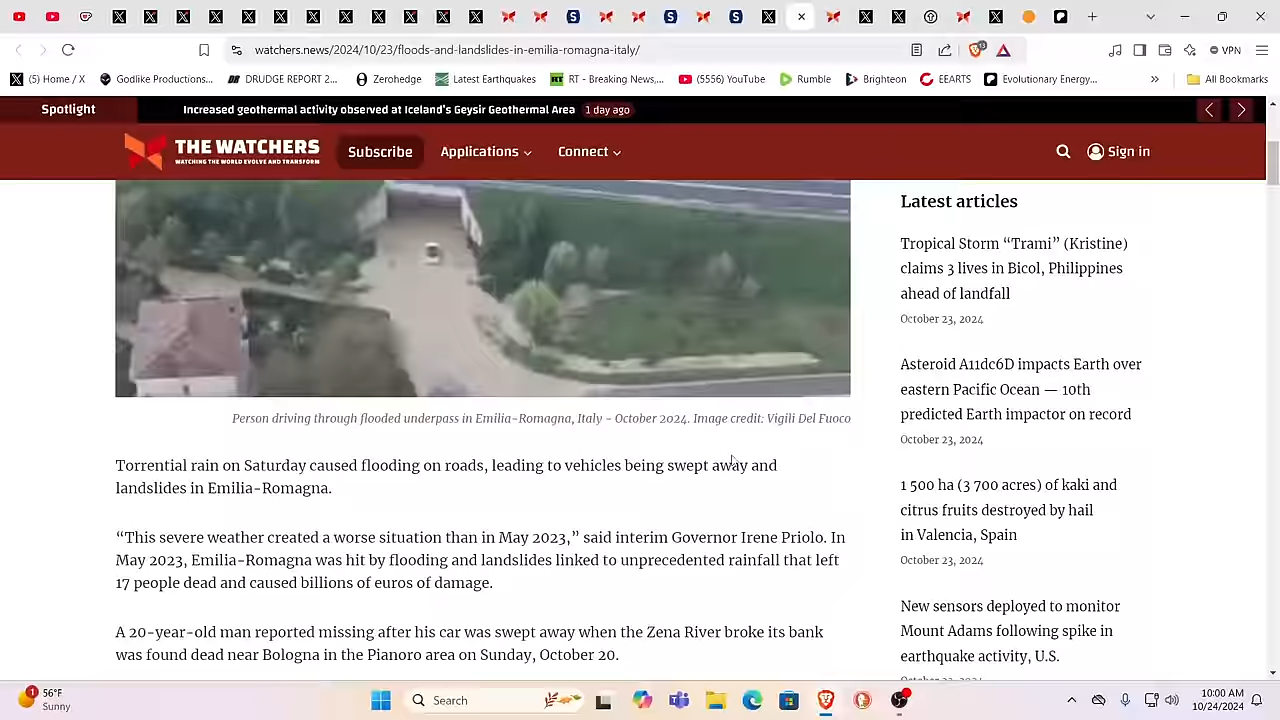 watchers.news/2024/10/23/floods-and-landslides-in-emilia-romagna-italy/
VPN
(5) Home / X
Godlike Productions...
DRUDGE REPORT 2...
Zerohedge
Latest Earthquakes
RT - Breaking News,...
(5556) YouTube
Rumble
Brighteon
EEARTS
Evolutionary Energy...
»
All Bookmarks
Spotlight
Increased geothermal activity observed at Iceland's Geysir Geothermal Area 1 day ago
THE WATCHERS
WATCHING THE WORLD EVOLVE AND TRANSFORM
Subscribe
Applications
Connect
Sign in
Person driving through flooded underpass in Emilia-Romagna, Italy - October 2024. Image credit: Vigili Del Fuoco
Torrential rain on Saturday caused flooding on roads, leading to vehicles being swept away and
landslides in Emilia-Romagna.
“This severe weather created a worse situation than in May 2023,” said interim Governor Irene Priolo. In
May 2023, Emilia-Romagna was hit by flooding and landslides linked to unprecedented rainfall that left
17 people dead and caused billions of euros of damage.
A 20-year-old man reported missing after his car was swept away when the Zena River broke its bank
was found dead near Bologna in the Pianoro area on Sunday, October 20.
Latest articles
Tropical Storm “Trami” (Kristine)
claims 3 lives in Bicol, Philippines
ahead of landfall
October 23, 2024
Asteroid A11dc6D impacts Earth over
eastern Pacific Ocean — 10th
predicted Earth impactor on record
October 23, 2024
1 500 ha (3 700 acres) of kaki and
citrus fruits destroyed by hail
in Valencia, Spain
October 23, 2024
New sensors deployed to monitor
Mount Adams following spike in
earthquake activity, U.S.
1
56°F
Sunny
Search
10:00 AM
10/24/2024